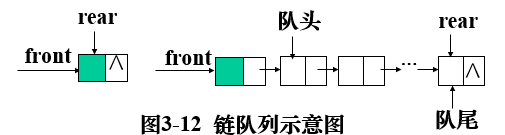 rear
front
∧
队头
rear
front
…
∧
队尾
图3-12 链队列示意图